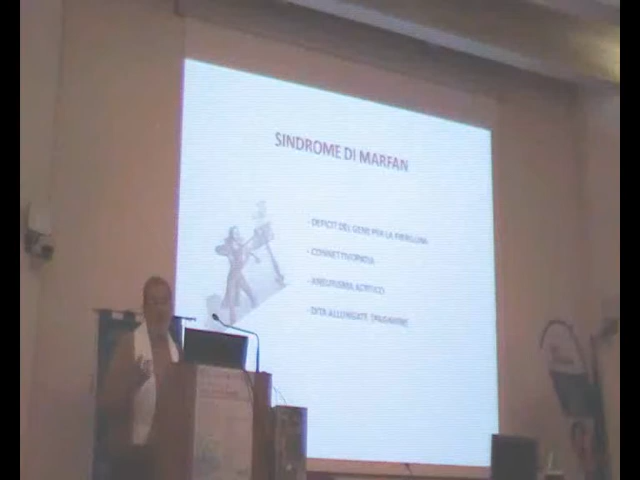 SINDROME DI MARFAN
- DEFICIT DEL GENE PER LA FIBRILLINA
- CONNETTIVOPATIA
- ANEURISMA AORTICO
- DITA ALLUNGATE